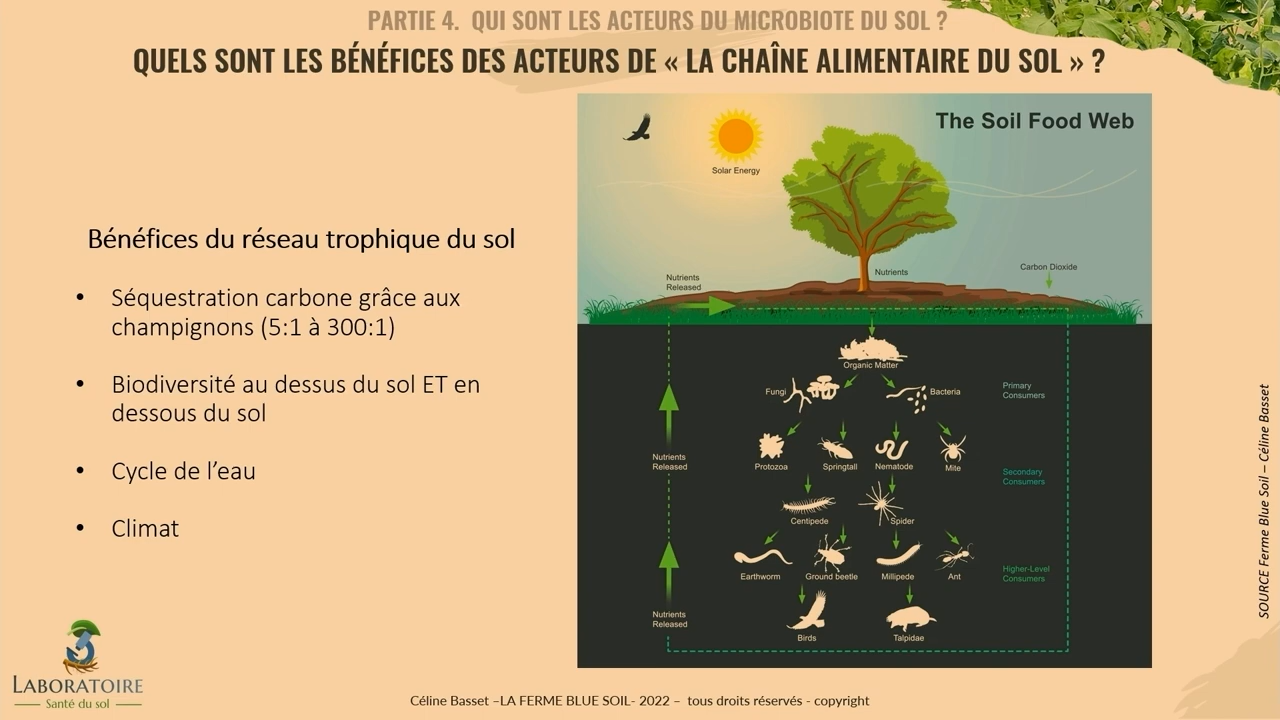 PARTIE 4. QUI SONT LES ACTEURS DU MICROBIOTE DU SOL ?
QUELS SONT LES BÉNÉFICES DES ACTEURS DE « LA CHAÎNE ALIMENTAIRE DU SOL » ?
Bénéfices du réseau trophique du sol
• Séquestration carbone grâce aux
champignons (5:1 à 300:1)
• Biodiversité au dessus du sol ET en
dessous du sol
• Cycle de l’eau
• Climat
The Soil Food Web
Solar Energy
Nutrients
Carbon Dioxide
Nutrients
Released
Organic Matter
Fungi
Bacteria
Primary
Consumers
Protozoa
Springtall
Nematode
Mite
Nutrients
Released
Secondary
Consumers
Centipede
Spider
Earthworm
Ground beetle
Millipede
Ant
Higher-Level
Consumers
Nutrients
Released
Birds
Talpidae
SOURCE Ferme Blue Soil – Céline Basset
LABORATOIRE
Santé du sol
Céline Basset –LA FERME BLUE SOIL- 2022 – tous droits réservés - copyright